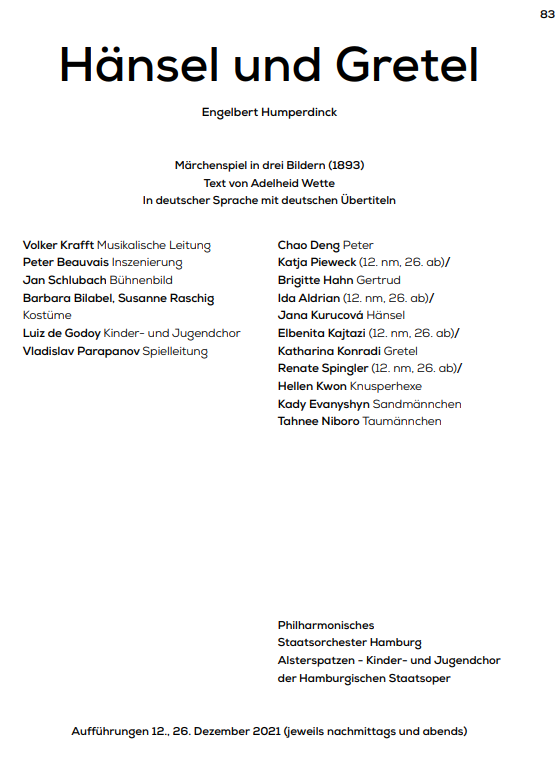 83
Hänsel und Gretel
Engelbert Humperdinck
Märchenspiel in drei Bildern (1893)
Text von Adelheid Wette
In deutscher Sprache mit deutschen Übertiteln
Volker Krafft Musikalische Leitung
Peter Beauvais Inszenierung
Jan Schlubach Bühnenbild
Barbara Bilabel, Susanne Raschig
Kostüme
Luiz de Godoy Kinder- und Jugendchor
Vladislav Parapanov Spielleitung
Chao Deng Peter
Katja Pieweck (12. nm, 26. ab)/
Brigitte Hahn Gertrud
Ida Aldrian (12. nm, 26. ab)/
Jana Kurucová Hänsel
Elbenita Kajtazi (12. nm, 26. ab)/
Katharina Konradi Gretel
Renate Spingler (12. nm, 26. ab)/
Hellen Kwon Knusperhexe
Kady Evanyshyn Sandmännchen
Tahnee Niboro Taumännchen
Philharmonisches
Staatsorchester Hamburg
Alsterspatzen - Kinder- und Jugendchor
der Hamburgischen Staatsoper
Aufführungen 12., 26. Dezember 2021 (jeweils nachmittags und abends)